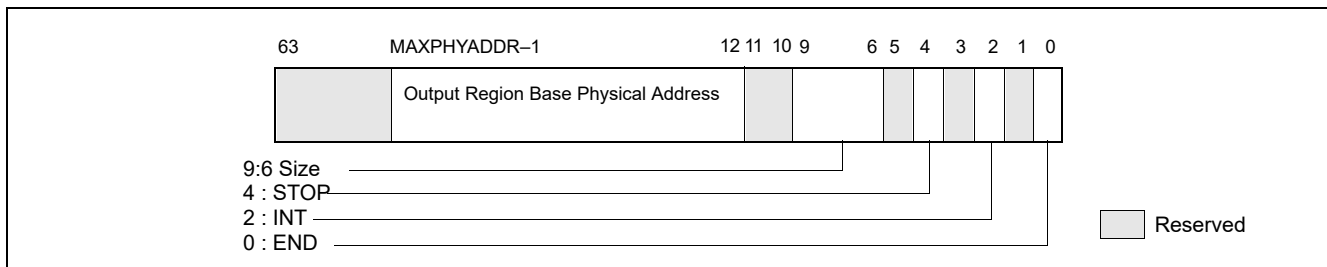 63 MAXPHYADDR–1 12 11 10 9 6 5 4 3 2 1 0
Output Region Base Physical Address
9:6 Size
4 : STOP
2 : INT
0 : END
Reserved